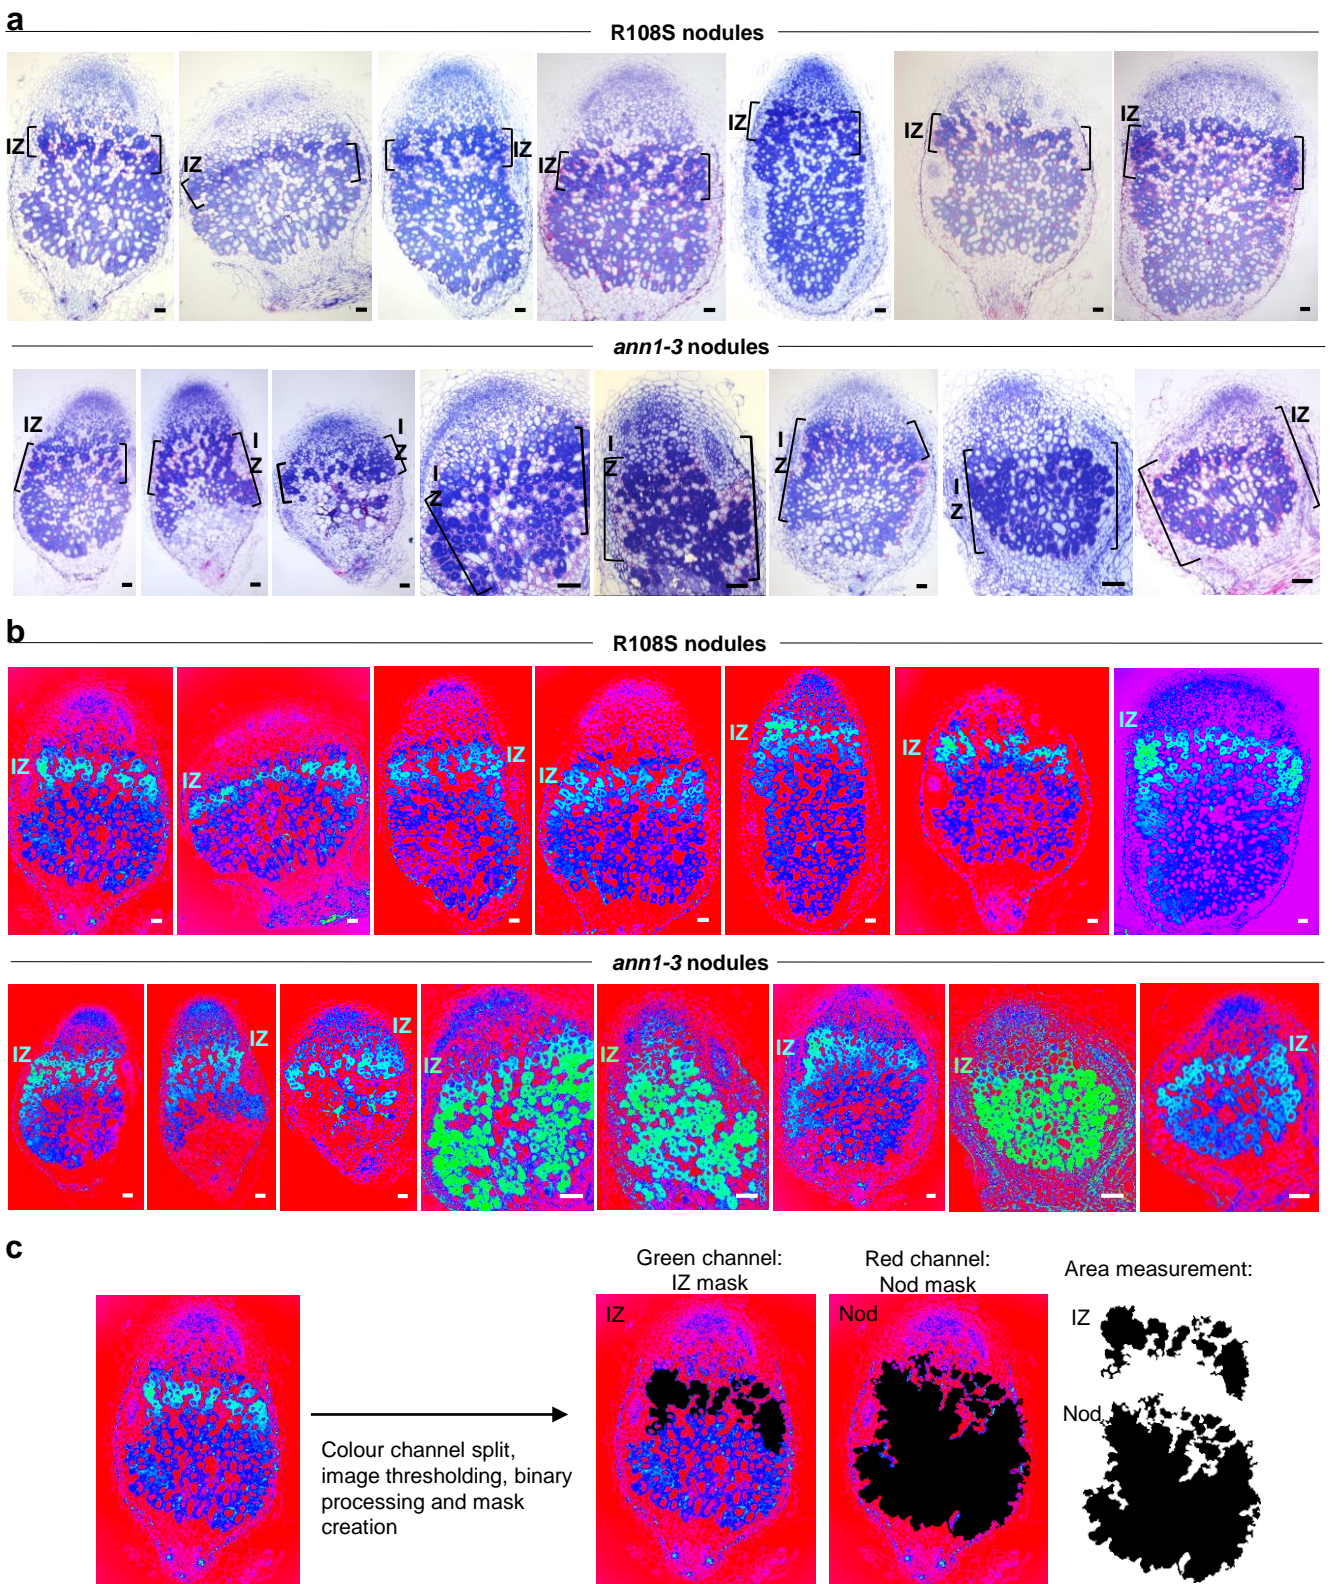 a
R108S nodules
IZ
IZ
IZ
IZ
IZ
IZ
IZ
ann1-3 nodules
IZ
I
Z
I
Z
I
Z
I
Z
I
Z
I
Z
IZ
b
R108S nodules
IZ
IZ
IZ
IZ
IZ
IZ
IZ
ann1-3 nodules
IZ
IZ
IZ
IZ
IZ
IZ
IZ
IZ
c
Green channel:
IZ mask
Red channel:
Nod mask
Area measurement:
IZ
Nod
IZ
Nod
Colour channel split,
image thresholding, binary
processing and mask
creation